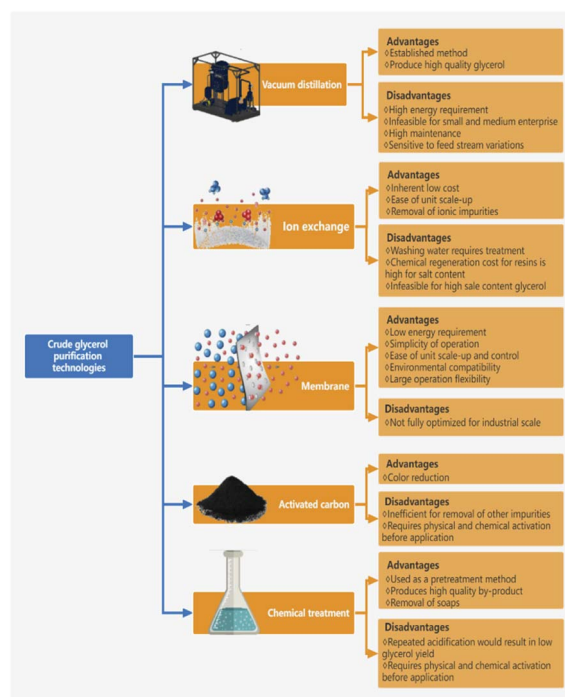 Crude glycerol
purification
technologies
Vacuum distillation
Advantages
◊Established method
◊Produce high quality glycerol
Disadvantages
◊High energy requirement
◊Infeasible for small and medium enterprise
◊High maintenance
◊Sensitive to feed stream variations
Ion exchange
Advantages
◊Inherent low cost
◊Ease of unit scale-up
◊Removal of ionic impurities
Disadvantages
◊Washing water requires treatment
◊Chemical regeneration cost for resins is
high for salt content
◊Infeasible for high sale content glycerol
Membrane
Advantages
◊Low energy requirement
◊Simplicity of operation
◊Ease of unit scale-up and control
◊Environmental compatibility
◊Large operation flexibility
Disadvantages
◊Not fully optimized for industrial scale
Activated carbon
Advantages
◊Color reduction
Disadvantages
◊Inefficient for removal of other impurities
◊Requires physical and chemical activation
before application
Chemical treatment
Advantages
◊Used as a pretreatment method
◊Produces high quality by-product
◊Removal of soaps
Disadvantages
◊Repeated acidification would result in low
glycerol yield
◊Requires physical and chemical activation
before application